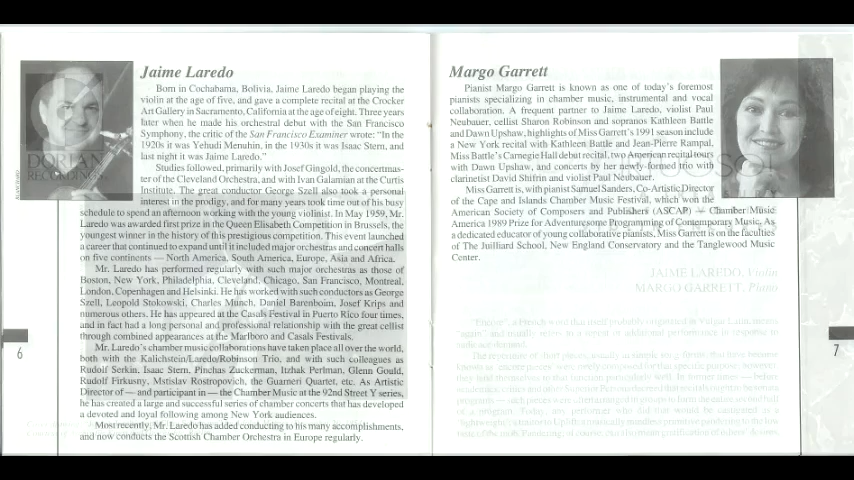 Jaime Laredo
Born in Cochabama, Bolivia, Jaime Laredo began playing the
violin at the age of five, and gave a complete recital at the Crocker
Art Gallery in Sacramento, California at the age of eight. Three years
later when he made his orchestral debut with the San Francisco
Symphony, the critic of the San Francisco Examiner wrote: “In the
1920s it was Yehudi Menuhin, in the 1930s it was Isaac Stern, and
last night it was Jaime Laredo.”
Studies followed, primarily with Josef Gingold, the concertmas-
ter of the Cleveland Orchestra, and with Ivan Galamian at the Curtis
Institute. The great conductor George Szell also took a personal
interest in the prodigy, and for many years took time out of his busy
schedule to spend an afternoon working with the young violinist. In May 1959, Mr.
Laredo was awarded first prize in the Queen Elisabeth Competition in Brussels, the
youngest winner in the history of this prestigious competition. This event launched
a career that continued to expand until it included major orchestras and concert halls
on five continents — North America, South America, Europe, Asia and Africa.
Mr. Laredo has performed regularly with such major orchestras as those of
Boston, New York, Philadelphia, Cleveland, Chicago, San Francisco, Montreal,
London, Copenhagen and Helsinki. He has worked with such conductors as George
Szell, Leopold Stokowski, Charles Munch, Daniel Barenboim, Josef Krips and
numerous others. He has appeared at the Casals Festival in Puerto Rico four times,
and in fact had a long personal and professional relationship with the great cellist
through combined appearances at the Marlboro and Casals Festivals.
Mr. Laredo's chamber music collaborations have taken place all over the world,
both with the Kalichstein/Laredo/Robinson Trio, and with such colleagues as
Rudolf Serkin, Isaac Stern, Pinchas Zuckerman, Itzhak Perlman, Glenn Gould,
Rudolf Firkusny, Mstislav Rostropovich, the Guarneri Quartet, etc. As Artistic
Director of — and participant in — the Chamber Music at the 92nd Street Y series,
he has created a large and successful series of chamber concerts that has developed
a devoted and loyal following among New York audiences.
Most recently, Mr. Laredo has added conducting to his many accomplishments,
and now conducts the Scottish Chamber Orchestra in Europe regularly.
6
DORIAN
RECORDINGS
Margo Garrett
Pianist Margo Garrett is known as one of today's foremost
pianists specializing in chamber music, instrumental and vocal
collaboration. A frequent partner to Jaime Laredo, violist Paul
Neubauer, cellist Sharon Robinson and sopranos Kathleen Battle
and Dawn Upshaw, highlights of Miss Garrett's 1991 season include
a New York recital with Kathleen Battle and Jean-Pierre Rampal,
Miss Battle's Carnegie Hall debut recital, two American recital tours
with Dawn Upshaw, and concerts by her newly-formed trio with
clarinetist David Shifrin and violist Paul Neubauer.
Miss Garrett is, with pianist Samuel Sanders, Co-Artistic Director
of the Cape and Islands Chamber Music Festival, which won the
American Society of Composers and Publishers (ASCAP) — Chamber Music
America 1989 Prize for Adventuresome Programming of Contemporary Music. As
a dedicated educator of young collaborative pianists, Miss Garrett is on the faculties
of The Juilliard School, New England Conservatory and the Tanglewood Music
Center.
JAIME LAREDO, Violin
MARGO GARRETT, Piano
7